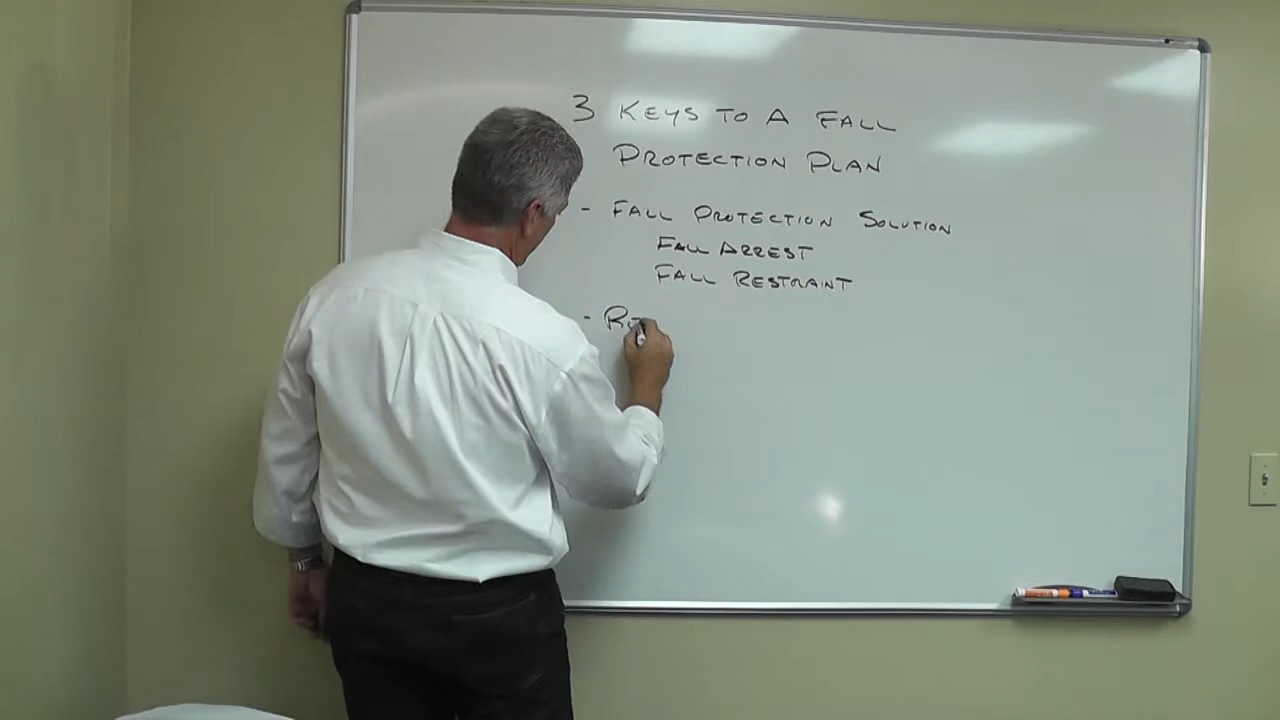 3 KEYS TO A FALL
PROTECTION PLAN
- FALL PROTECTION SOLUTION
FALL ARREST
FALL RESTRAINT
-